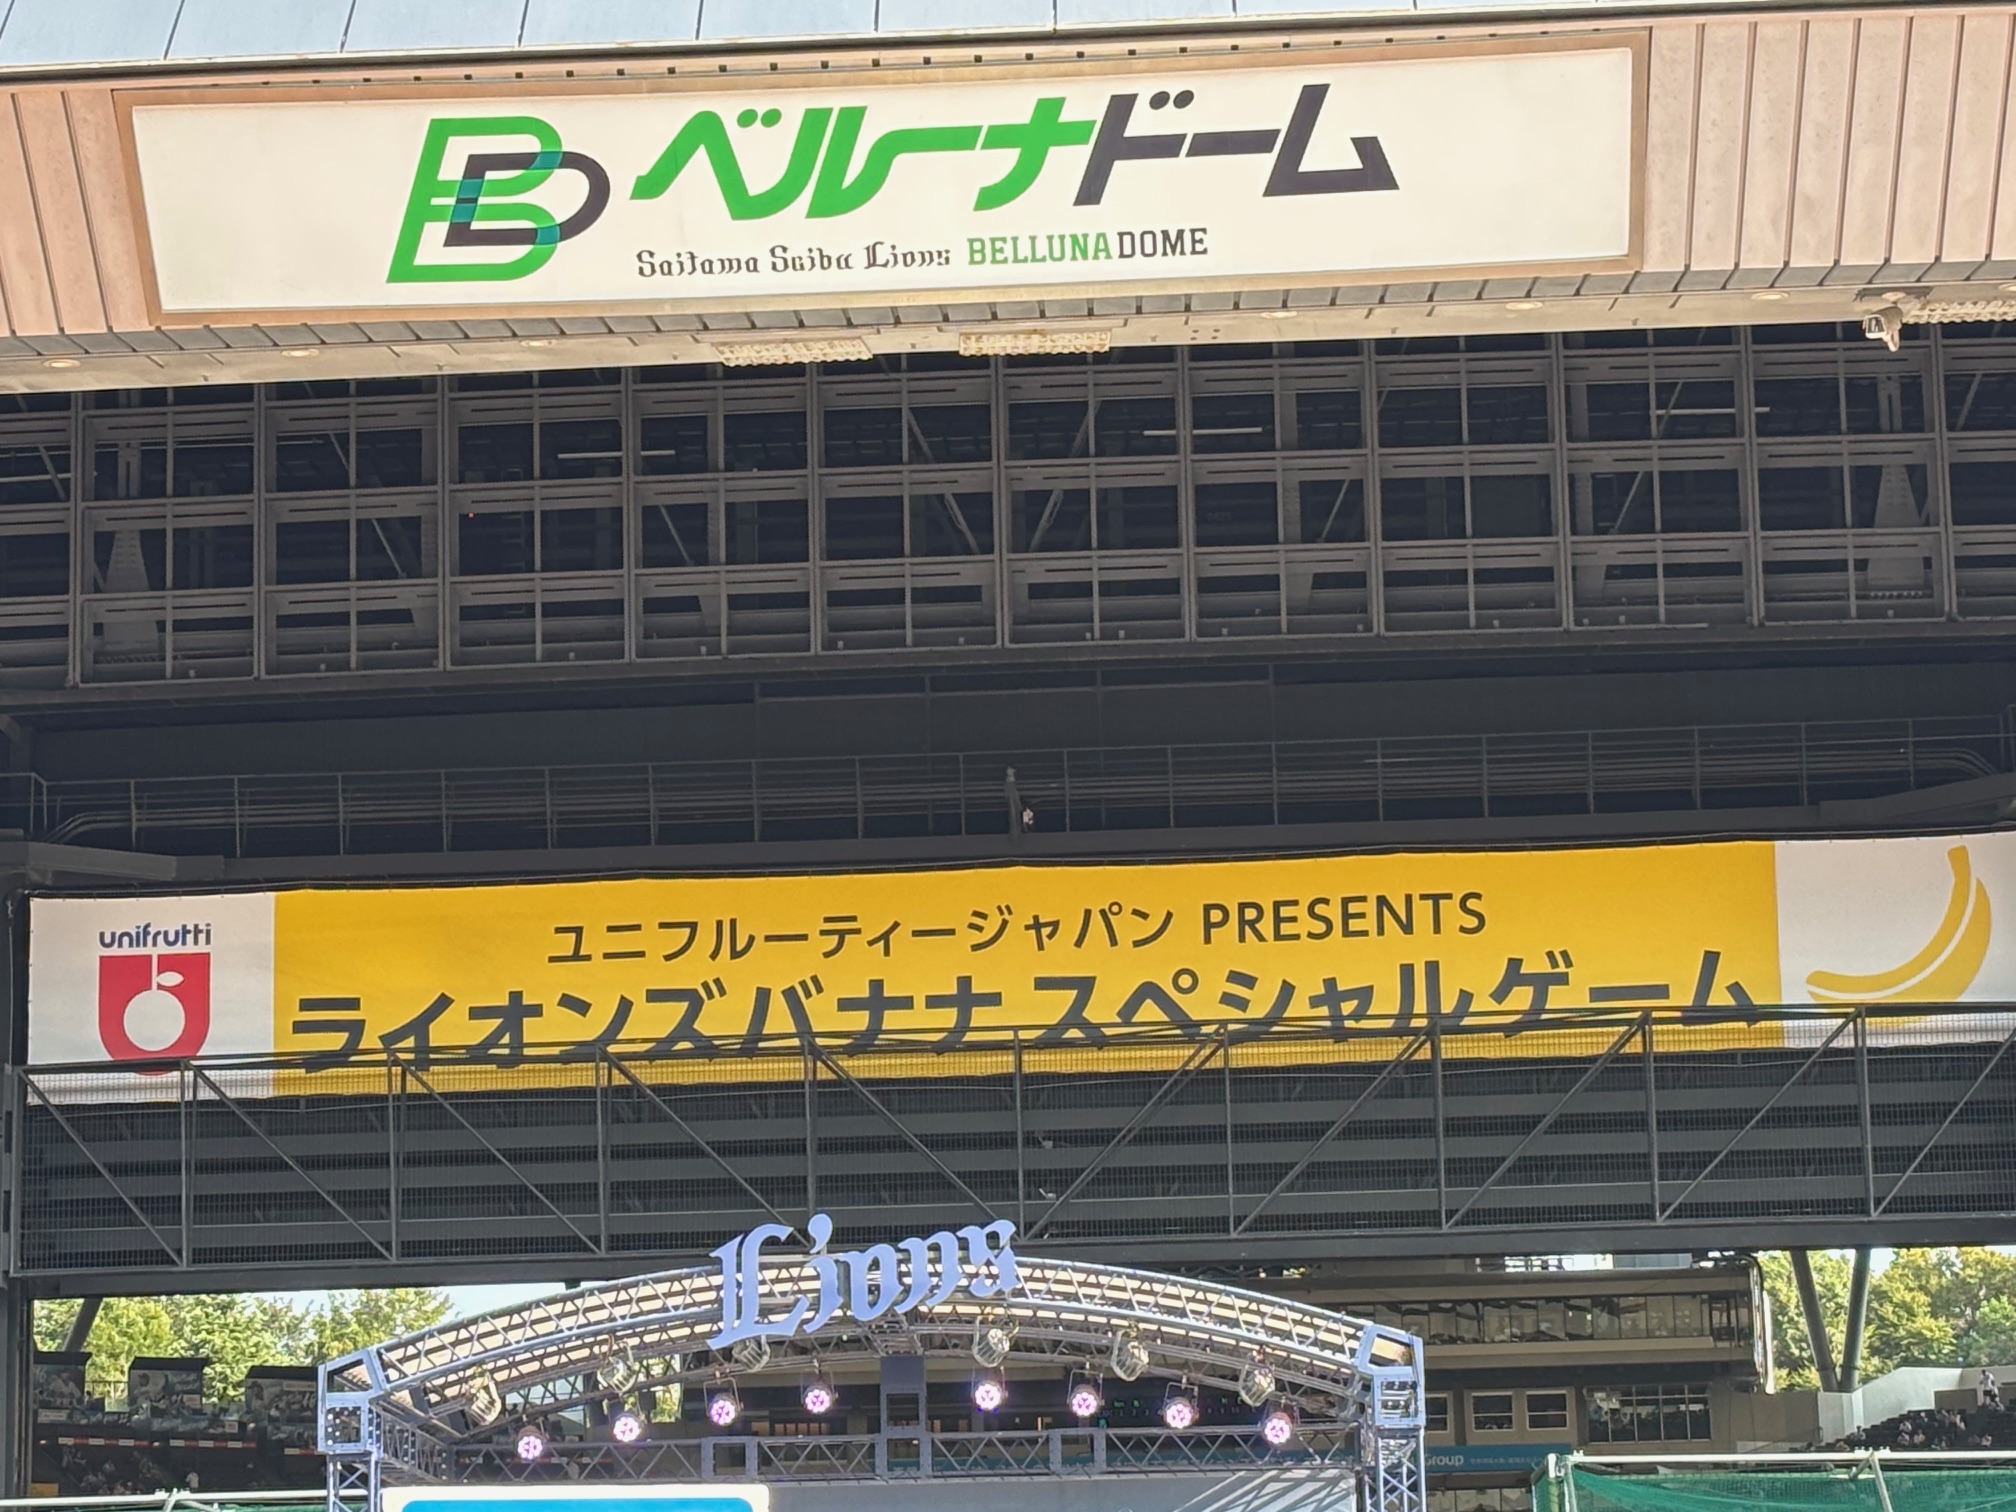 ベルーナドーム
Saitama Seibu Lions BELLUNA DOME
unifrutti
ユニフルーティージャパン PRESENTS
ライオンズバナナ スペシャルゲーム
Lions
Group